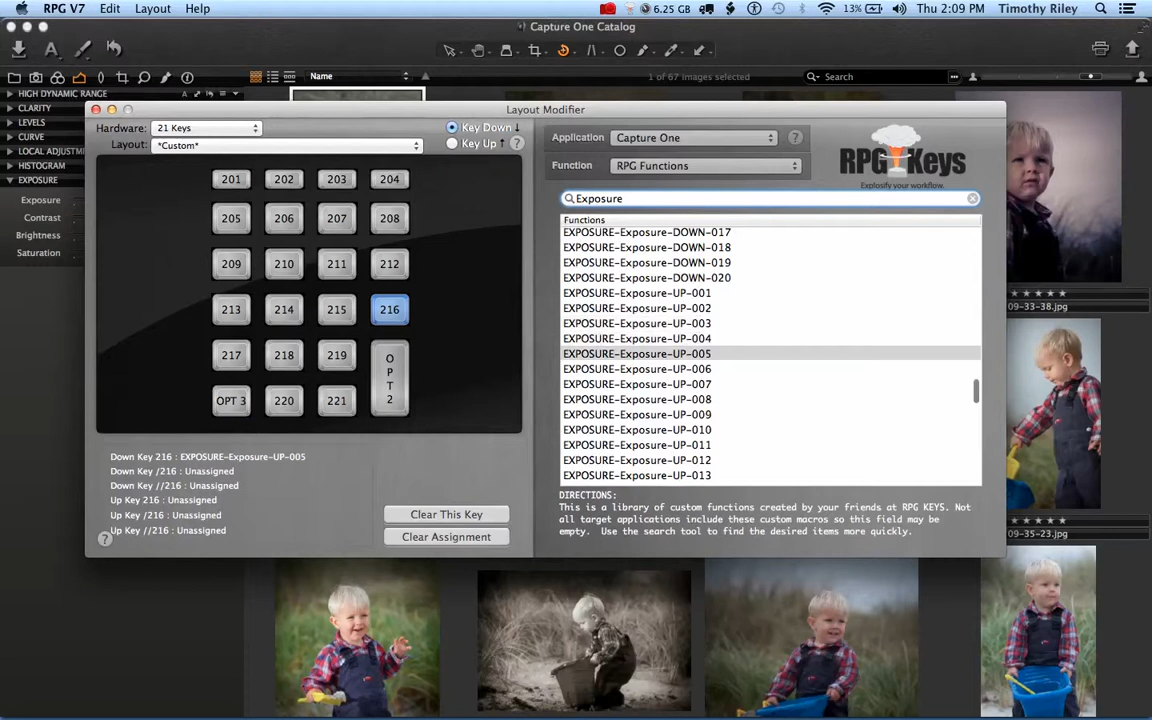 RPG V7 Edit Layout Help 6.25 GB 13% Thu 2:09 PM Timothy Riley
Capture One Catalog
Name 1 of 67 images selected Search
HIGH DYNAMIC RANGE
CLARITY
LEVELS
CURVE
LOCAL ADJUSTM
HISTOGRAM
EXPOSURE
Exposure
Contrast
Brightness
Saturation
Layout Modifier
Hardware: 21 Keys
Layout: *Custom*
Key Down
Key Up
?
201 202 203 204
205 206 207 208
209 210 211 212
213 214 215 216
217 218 219 OPT 2
OPT 3 220 221
Down Key 216 : EXPOSURE-Exposure-UP-005
Down Key /216 : Unassigned
Down Key //216 : Unassigned
Up Key 216 : Unassigned
Up Key /216 : Unassigned
Up Key //216 : Unassigned
?
Clear This Key
Clear Assignment
Application Capture One ?
Function RPG Functions
RPG Keys
Explosify your workflow.
Exposure
Functions
EXPOSURE-Exposure-DOWN-017
EXPOSURE-Exposure-DOWN-018
EXPOSURE-Exposure-DOWN-019
EXPOSURE-Exposure-DOWN-020
EXPOSURE-Exposure-UP-001
EXPOSURE-Exposure-UP-002
EXPOSURE-Exposure-UP-003
EXPOSURE-Exposure-UP-004
EXPOSURE-Exposure-UP-005
EXPOSURE-Exposure-UP-006
EXPOSURE-Exposure-UP-007
EXPOSURE-Exposure-UP-008
EXPOSURE-Exposure-UP-009
EXPOSURE-Exposure-UP-010
EXPOSURE-Exposure-UP-011
EXPOSURE-Exposure-UP-012
EXPOSURE-Exposure-UP-013
DIRECTIONS:
This is a library of custom functions created by your friends at RPG KEYS. Not
all target applications include these custom macros so this field may be
empty. Use the search tool to find the desired items more quickly.
09-33-38.jpg
09-35-23.jpg